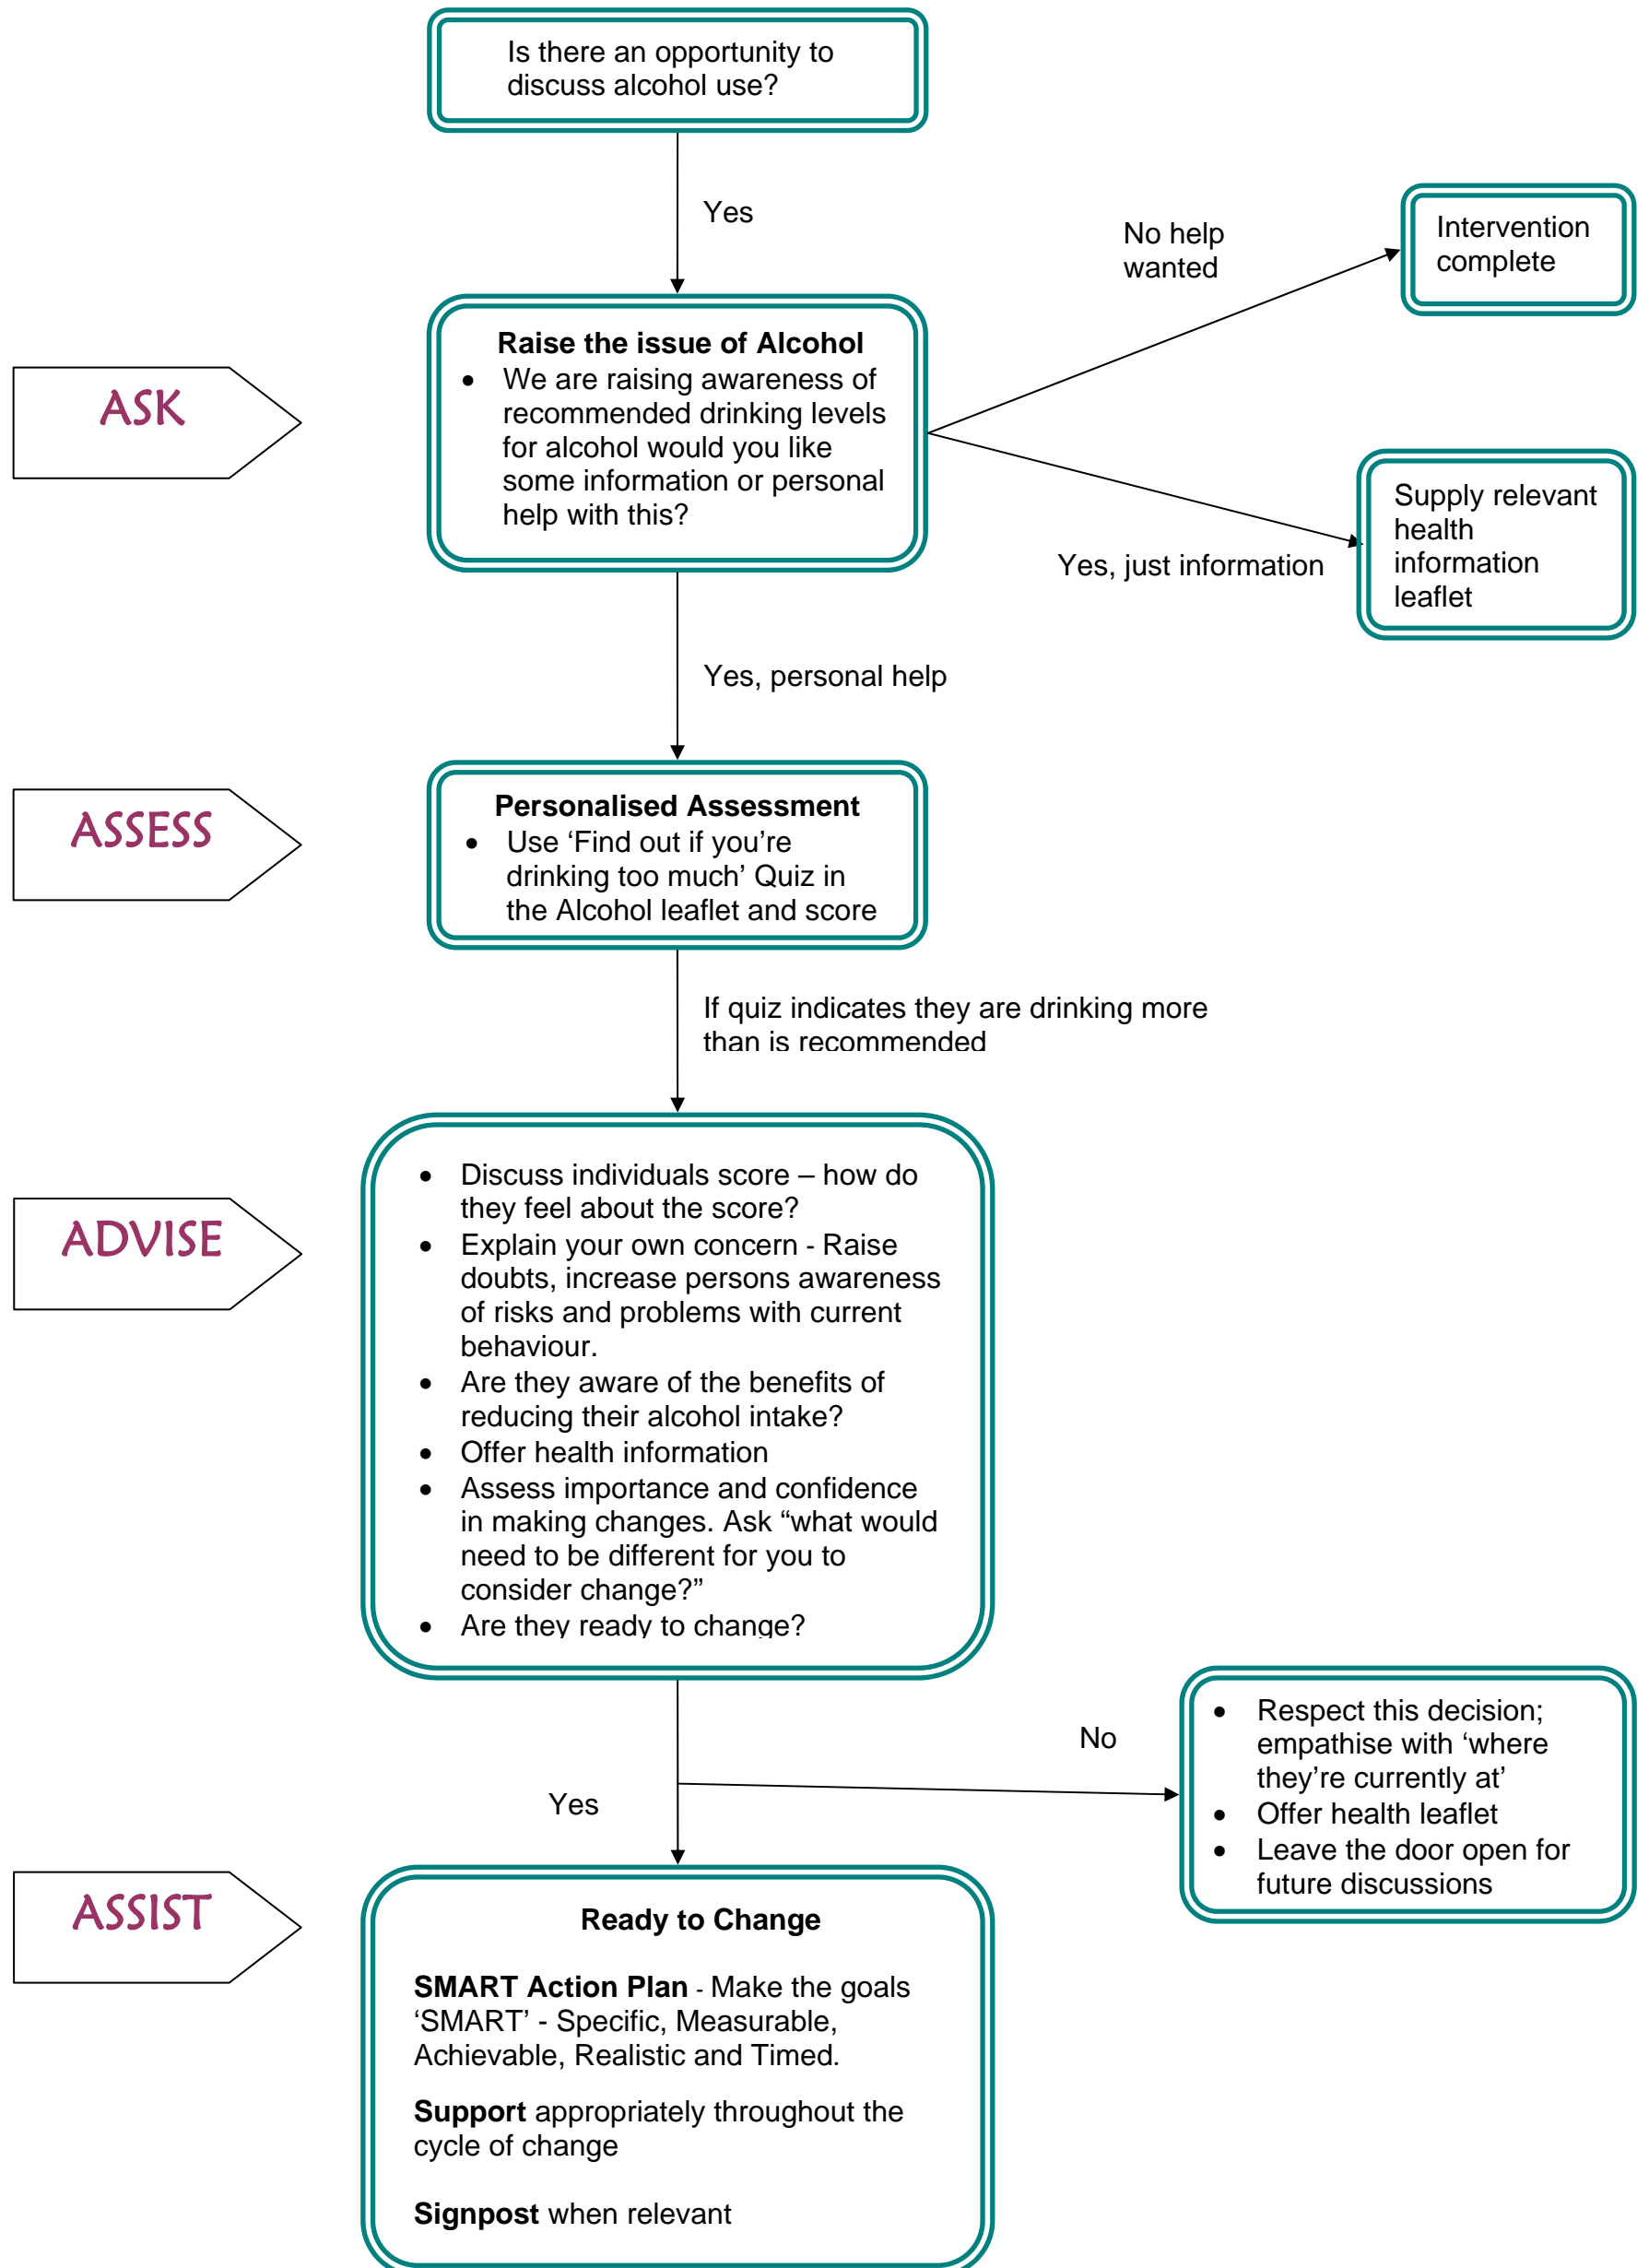 Is there an opportunity to
discuss alcohol use?
Yes
No help
wanted
Intervention
complete
ASK
Raise the issue of Alcohol
• We are raising awareness of
recommended drinking levels
for alcohol would you like
some information or personal
help with this?
Yes, just information
Supply relevant
health
information
leaflet
Yes, personal help
ASSESS
Personalised Assessment
• Use ‘Find out if you’re
drinking too much’ Quiz in
the Alcohol leaflet and score
If quiz indicates they are drinking more
than is recommended
ADVISE
• Discuss individuals score – how do
they feel about the score?
• Explain your own concern - Raise
doubts, increase persons awareness
of risks and problems with current
behaviour.
• Are they aware of the benefits of
reducing their alcohol intake?
• Offer health information
• Assess importance and confidence
in making changes. Ask “what would
need to be different for you to
consider change?”
• Are they ready to change?
No
• Respect this decision;
empathise with ‘where
they’re currently at’
• Offer health leaflet
• Leave the door open for
future discussions
Yes
ASSIST
Ready to Change
SMART Action Plan - Make the goals
‘SMART’ - Specific, Measurable,
Achievable, Realistic and Timed.
Support appropriately throughout the
cycle of change
Signpost when relevant